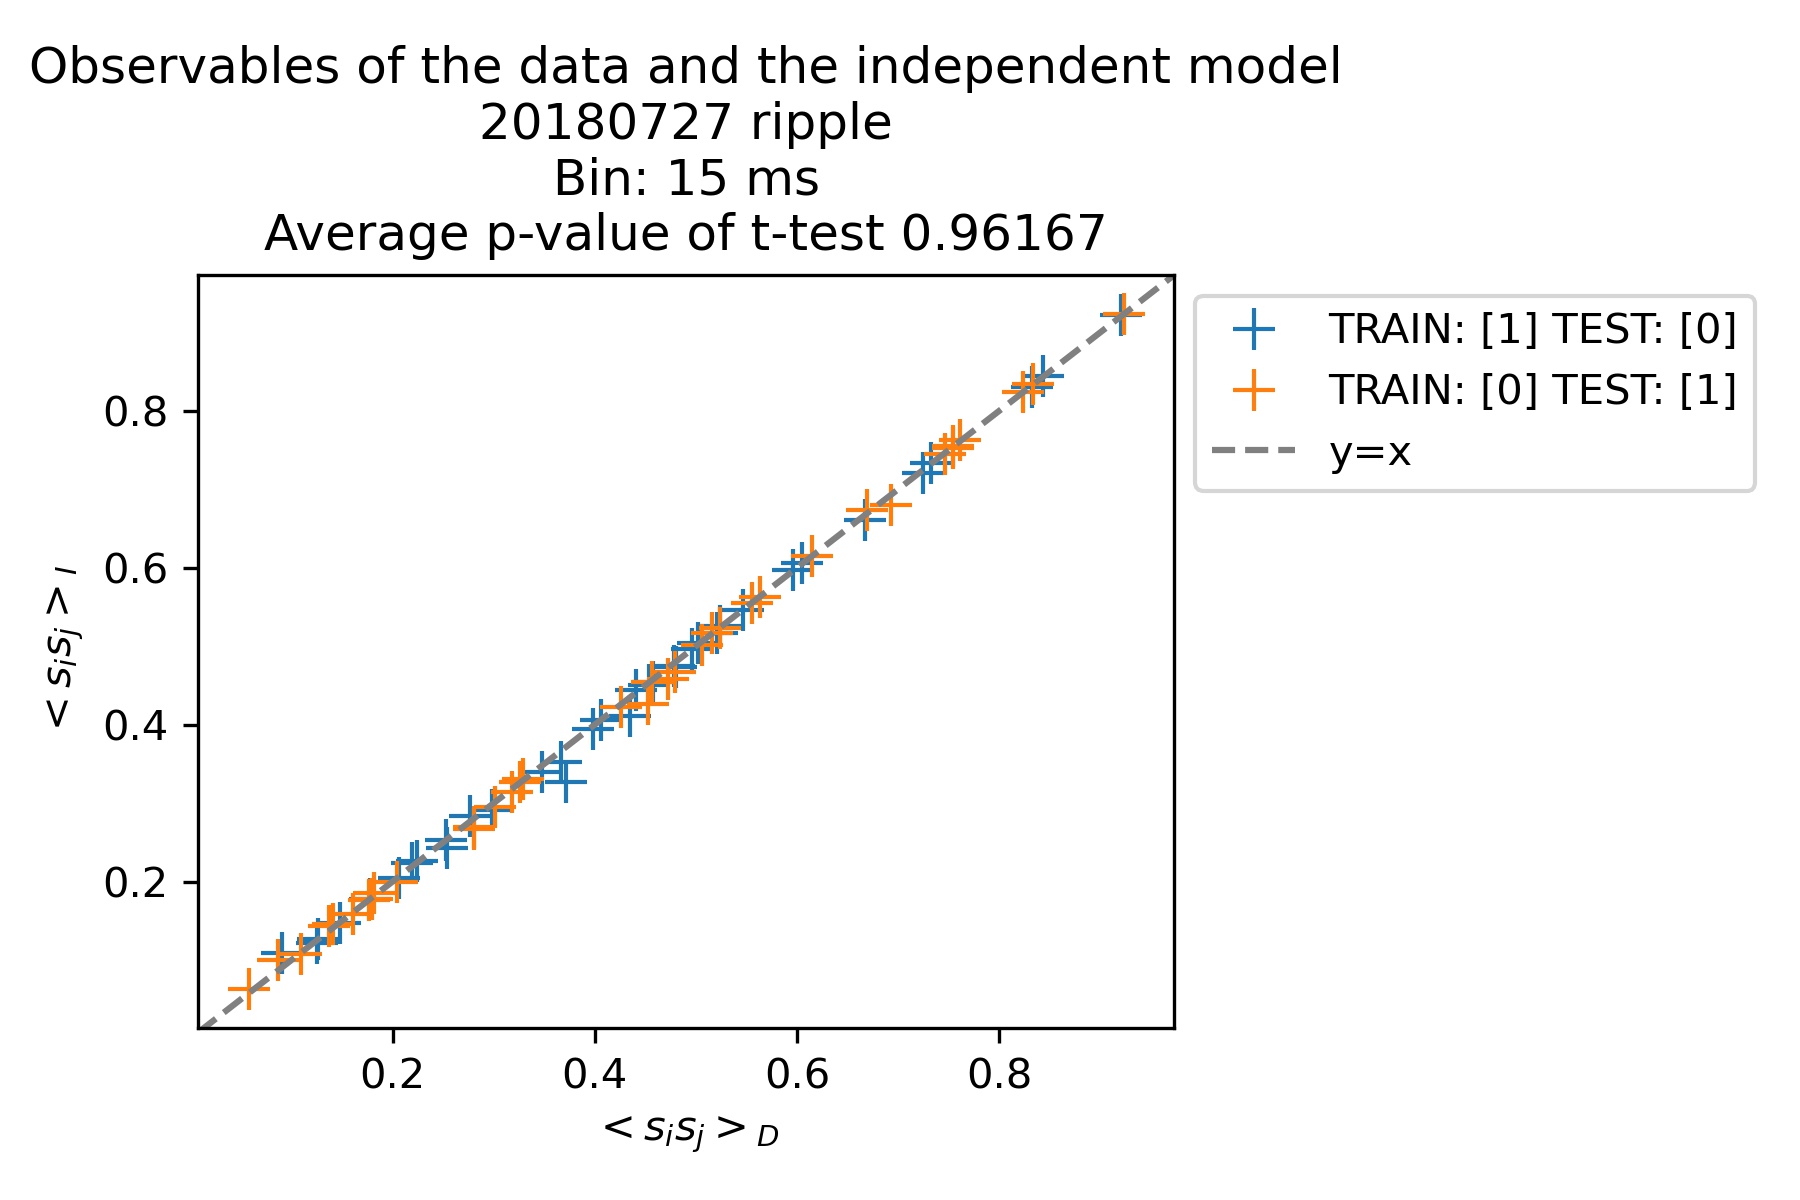 Observables of the data and the independent model
20180727 ripple
Bin: 15 ms
Average p-value of t-test 0.96167
TRAIN: [1] TEST: [0]
TRAIN: [0] TEST: [1]
y=x
0.8
0.6
0.4
0.2
< s_i s_j >_I
0.2 0.4 0.6 0.8
< s_i s_j >_D